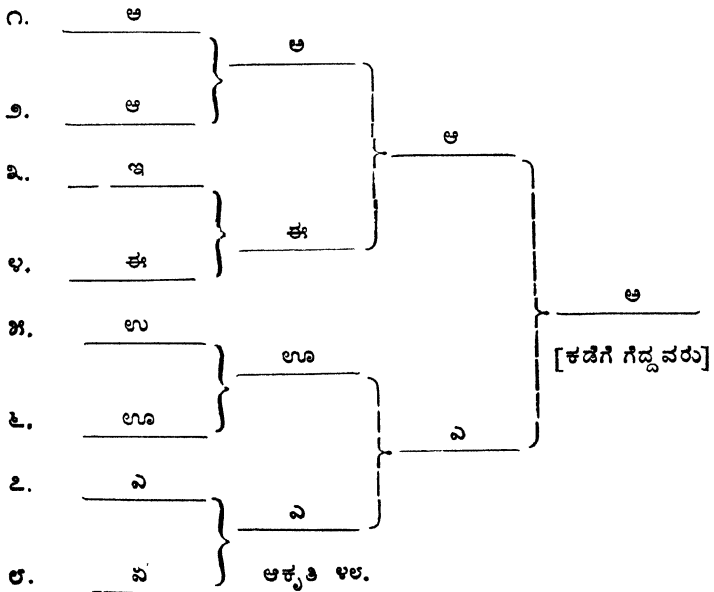 ೧. ಅ
ಅ
೨. ಆ
ಆ
೩. ಇ
ಈ
೪. ಈ
ಅ
೫. ಉ
[ಕಡೆಗೆ ಗೆದ್ದವರು]
ಊ
೬. ಊ
ಎ
೭. ಎ
ಎ
೮. ಏ
ಆಕೃತಿ ೪೮.